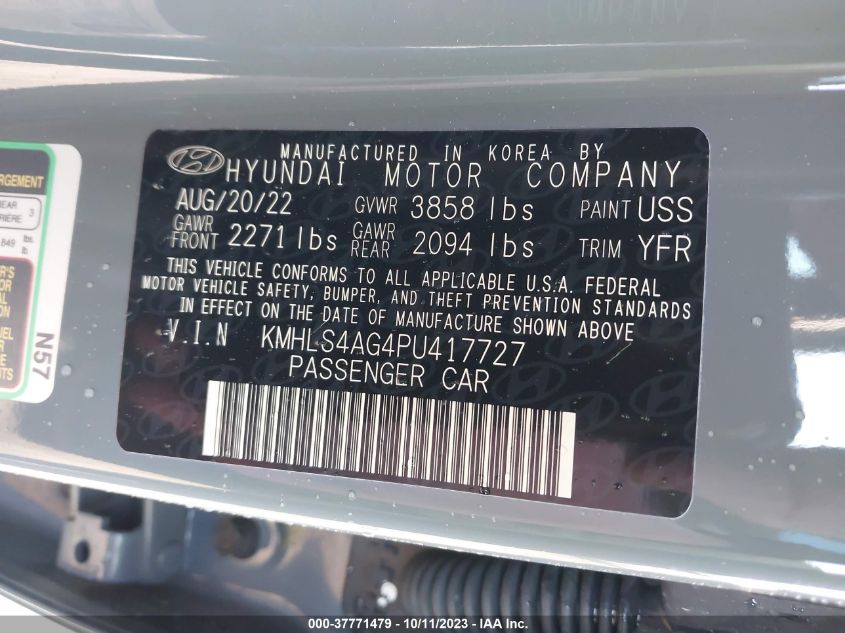 MANUFACTURED IN KOREA BY
HYUNDAI MOTOR COMPANY
AUG/20/22 GVWR 3858 lbs PAINT USS
GAWR FRONT 2271 lbs GAWR REAR 2094 lbs TRIM YFR
THIS VEHICLE CONFORMS TO ALL APPLICABLE U.S.A. FEDERAL
MOTOR VEHICLE SAFETY, BUMPER, AND THEFT PREVENTION STANDARDS
IN EFFECT ON THE DATE OF MANUFACTURE SHOWN ABOVE
V.I.N KMHLS4AG4PU417727
PASSENGER CAR
N57
000-37771479 - 10/11/2023 - IAA Inc.